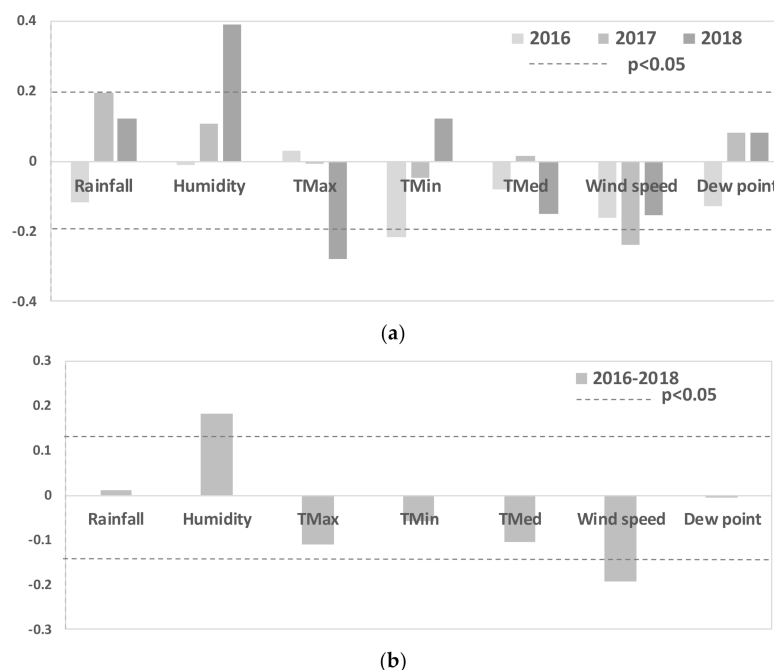 0.4
2016 2017 2018
p<0.05
0.2
0
Rainfall Humidity TMax TMin TMed Wind speed Dew point
-0.2
-0.4
(a)
0.3
2016-2018
p<0.05
0.2
0.1
0
Rainfall Humidity TMax TMin TMed Wind speed Dew point
-0.1
-0.2
-0.3
(b)